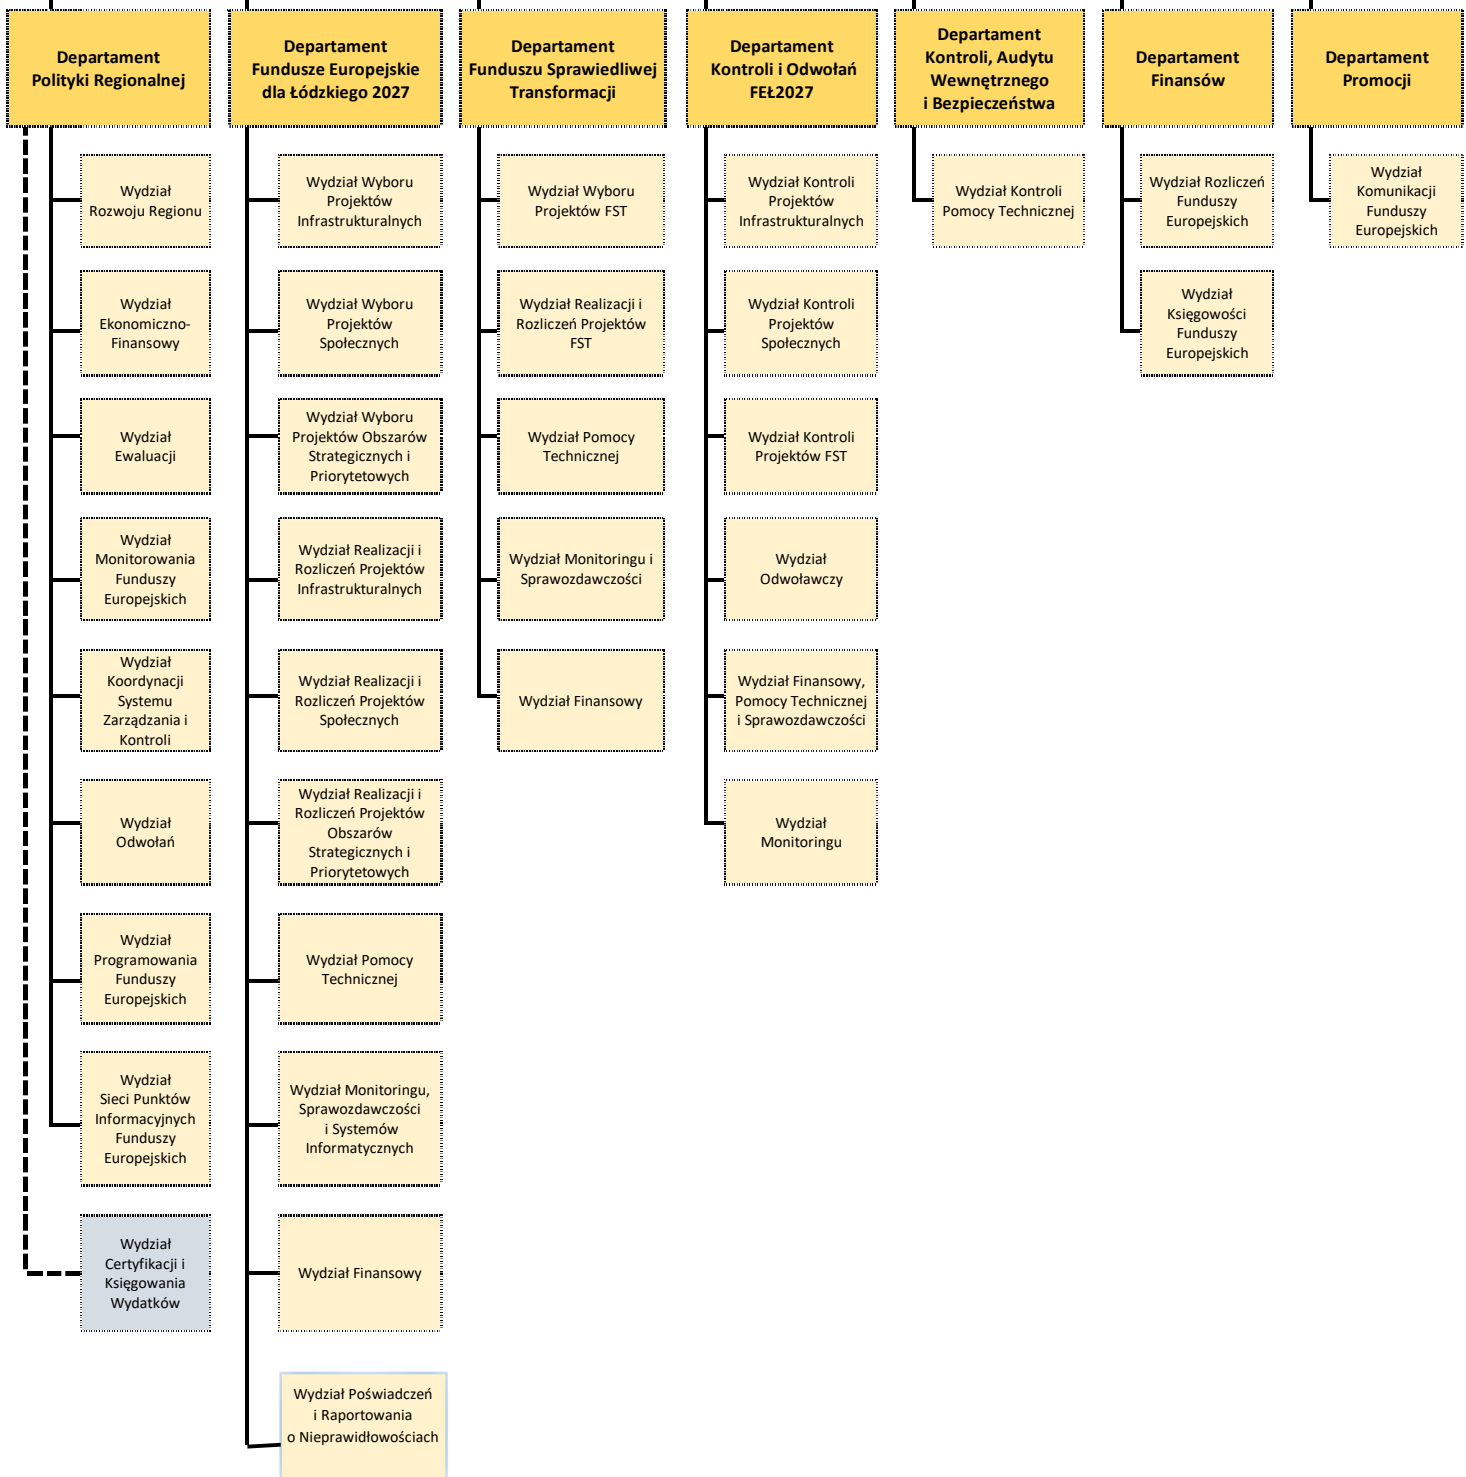 Departament
Polityki Regionalnej
Departament
Fundusze Europejskie
dla Łódzkiego 2027
Departament
Funduszu Sprawiedliwej
Transformacji
Departament
Kontroli i Odwołań
FEŁ2027
Departament
Kontroli, Audytu
Wewnętrznego
i Bezpieczeństwa
Departament
Finansów
Departament
Promocji
Wydział
Rozwoju Regionu
Wydział
Ekonomiczno-
Finansowy
Wydział
Ewaluacji
Wydział
Monitorowania
Funduszy
Europejskich
Wydział
Koordynacji
Systemu
Zarządzania i
Kontroli
Wydział
Odwołań
Wydział
Programowania
Funduszy
Europejskich
Wydział
Sieci Punktów
Informacyjnych
Funduszy
Europejskich
Wydział
Certyfikacji i
Księgowania
Wydatków
Wydział Wyboru
Projektów
Infrastrukturalnych
Wydział Wyboru
Projektów
Społecznych
Wydział Wyboru
Projektów Obszarów
Strategicznych i
Priorytetowych
Wydział Realizacji i
Rozliczeń Projektów
Infrastrukturalnych
Wydział Realizacji i
Rozliczeń Projektów
Społecznych
Wydział Realizacji i
Rozliczeń Projektów
Obszarów
Strategicznych i
Priorytetowych
Wydział Pomocy
Technicznej
Wydział Monitoringu,
Sprawozdawczości
i Systemów
Informatycznych
Wydział Finansowy
Wydział Poświadczeń
i Raportowania
o Nieprawidłowościach
Wydział Wyboru
Projektów FST
Wydział Realizacji i
Rozliczeń Projektów
FST
Wydział Pomocy
Technicznej
Wydział Monitoringu i
Sprawozdawczości
Wydział Finansowy
Wydział Kontroli
Projektów
Infrastrukturalnych
Wydział Kontroli
Projektów
Społecznych
Wydział Kontroli
Projektów FST
Wydział
Odwoławczy
Wydział Finansowy,
Pomocy Technicznej
i Sprawozdawczości
Wydział
Monitoringu
Wydział Kontroli
Pomocy Technicznej
Wydział Rozliczeń
Funduszy
Europejskich
Wydział
Księgowości
Funduszy
Europejskich
Wydział
Komunikacji
Funduszy
Europejskich